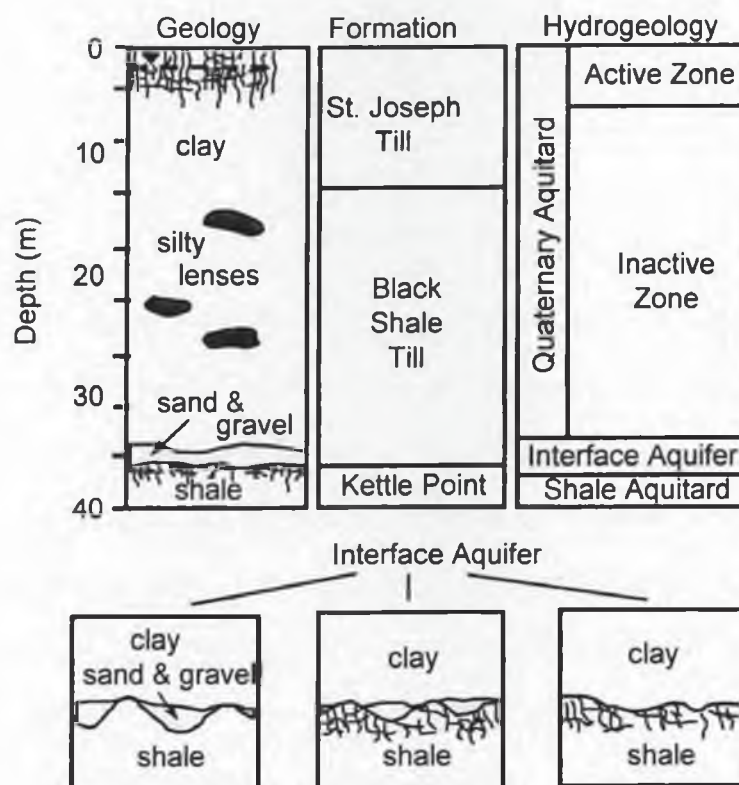 Geology
Formation
Hydrogeology
Depth (m)
0
10
20
30
40
clay
silty
lenses
sand &
gravel
shale
St. Joseph
Till
Black
Shale
Till
Kettle Point
Quaternary Aquitard
Active Zone
Inactive
Zone
Interface Aquifer
Shale Aquitard
Interface Aquifer
clay
sand & gravel
shale
clay
clay
shale
shale